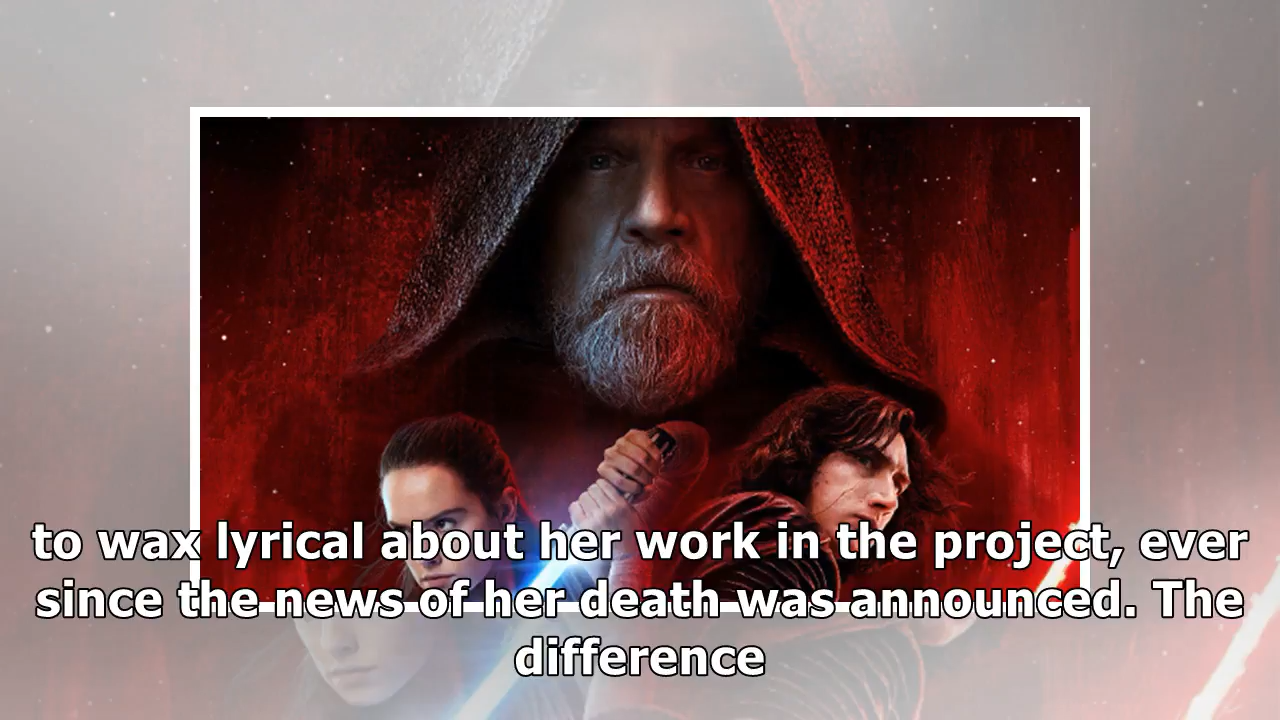 to wax lyrical about her work in the project, ever
since the news of her death was announced. The
difference